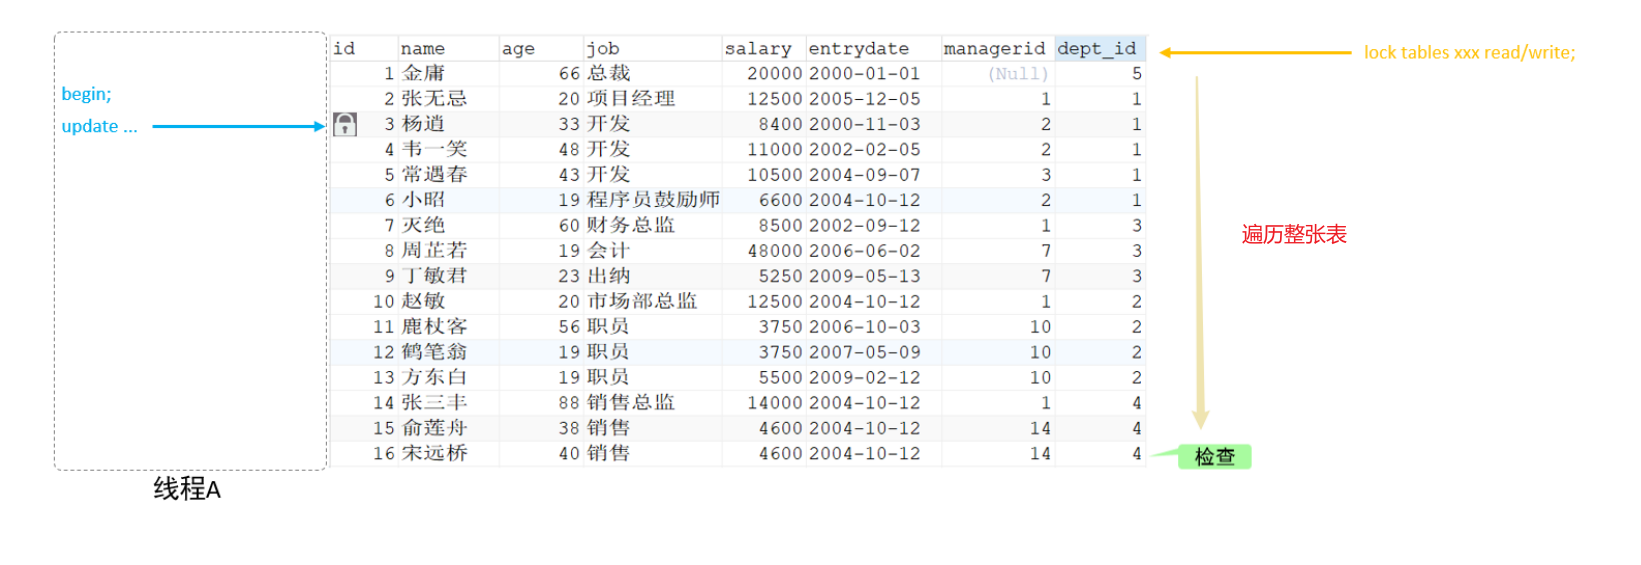 id name age job salary entrydate managerid dept_id
lock tables xxx read/write;
1 金庸 66 总裁 20000 2000-01-01 (Null) 5
begin;
2 张无忌 20 项目经理 12500 2005-12-05 1 1
update ...
3 杨逍 33 开发 8400 2000-11-03 2 1
4 韦一笑 48 开发 11000 2002-02-05 2 1
5 常遇春 43 开发 10500 2004-09-07 3 1
6 小昭 19 程序员鼓励师 6600 2004-10-12 2 1
7 灭绝 60 财务总监 8500 2002-09-12 1 3
遍历整张表
8 周芷若 19 会计 48000 2006-06-02 7 3
9 丁敏君 23 出纳 5250 2009-05-13 7 3
10 赵敏 20 市场部总监 12500 2004-10-12 1 2
11 鹿杖客 56 职员 3750 2006-10-03 10 2
12 鹤笔翁 19 职员 3750 2007-05-09 10 2
13 方东白 19 职员 5500 2009-02-12 10 2
14 张三丰 88 销售总监 14000 2004-10-12 1 4
15 俞莲舟 38 销售 4600 2004-10-12 14 4
16 宋远桥 40 销售 4600 2004-10-12 14 4
检查
线程A